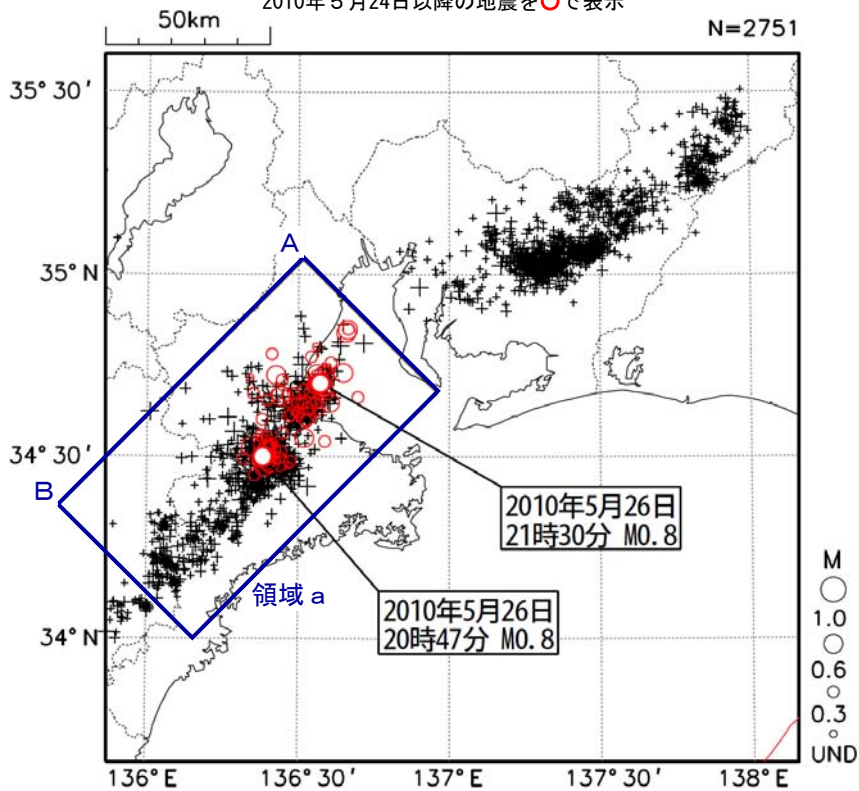 2010年5月24日以降の地震を○で表示
50km
N=2751
35°30′
35°N
34°30′
34°N
A
B
領域a
2010年5月26日
21時30分 M0.8
2010年5月26日
20時47分 M0.8
M
1.0
0.6
0.3
UND
136°E
136°30′
137°E
137°30′
138°E